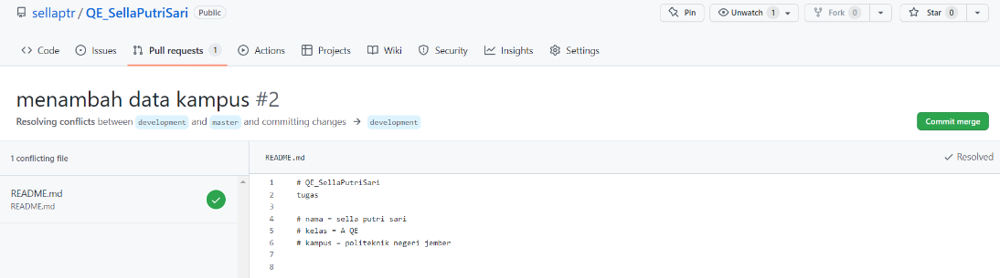 sellaptr / QE_SellaPutriSari Public Pin Unwatch 1 Fork 0 Star 0
Code Issues Pull requests 1 Actions Projects Wiki Security Insights Settings
menambah data kampus #2
Resolving conflicts between development and master and committing changes → development
Commit merge
1 conflicting file
README.md
README.md
README.md
Resolved
1 # QE_SellaPutriSari
2 tugas
3
4 # nama = sella putri sari
5 # kelas = A QE
6 # kampus = politeknik negeri jember
7
8